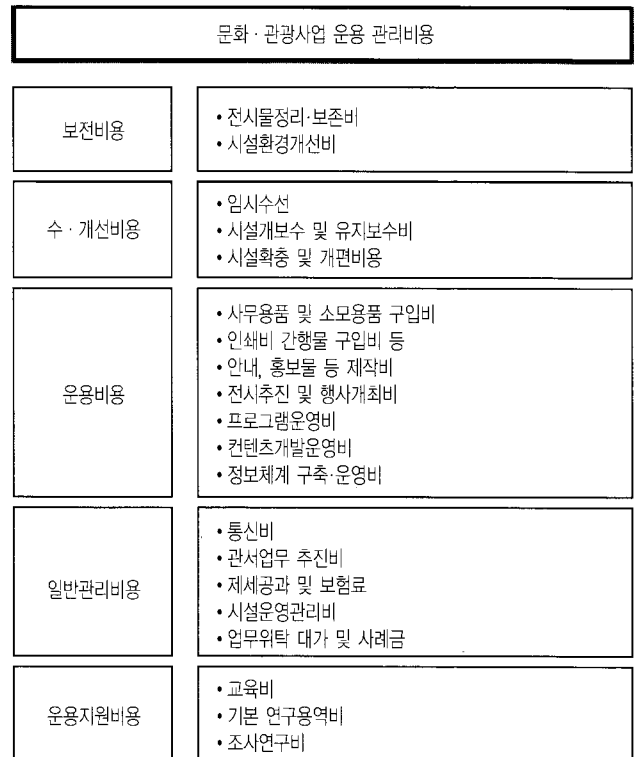 문화 · 관광사업 운용 관리비용
보전비용
• 전시물정리·보존비
• 시설환경개선비
수 · 개선비용
• 임시수선
• 시설개보수 및 유지보수비
• 시설확충 및 개편비용
운용비용
• 사무용품 및 소모용품 구입비
• 인쇄비 간행물 구입비 등
• 안내, 홍보물 등 제작비
• 전시추진 및 행사개최비
• 프로그램운영비
• 컨텐츠개발운영비
• 정보체계 구축·운영비
일반관리비용
• 통신비
• 관서업무 추진비
• 제세공과 및 보험료
• 시설운영관리비
• 업무위탁 대가 및 사례금
운용지원비용
• 교육비
• 기본 연구용역비
• 조사연구비